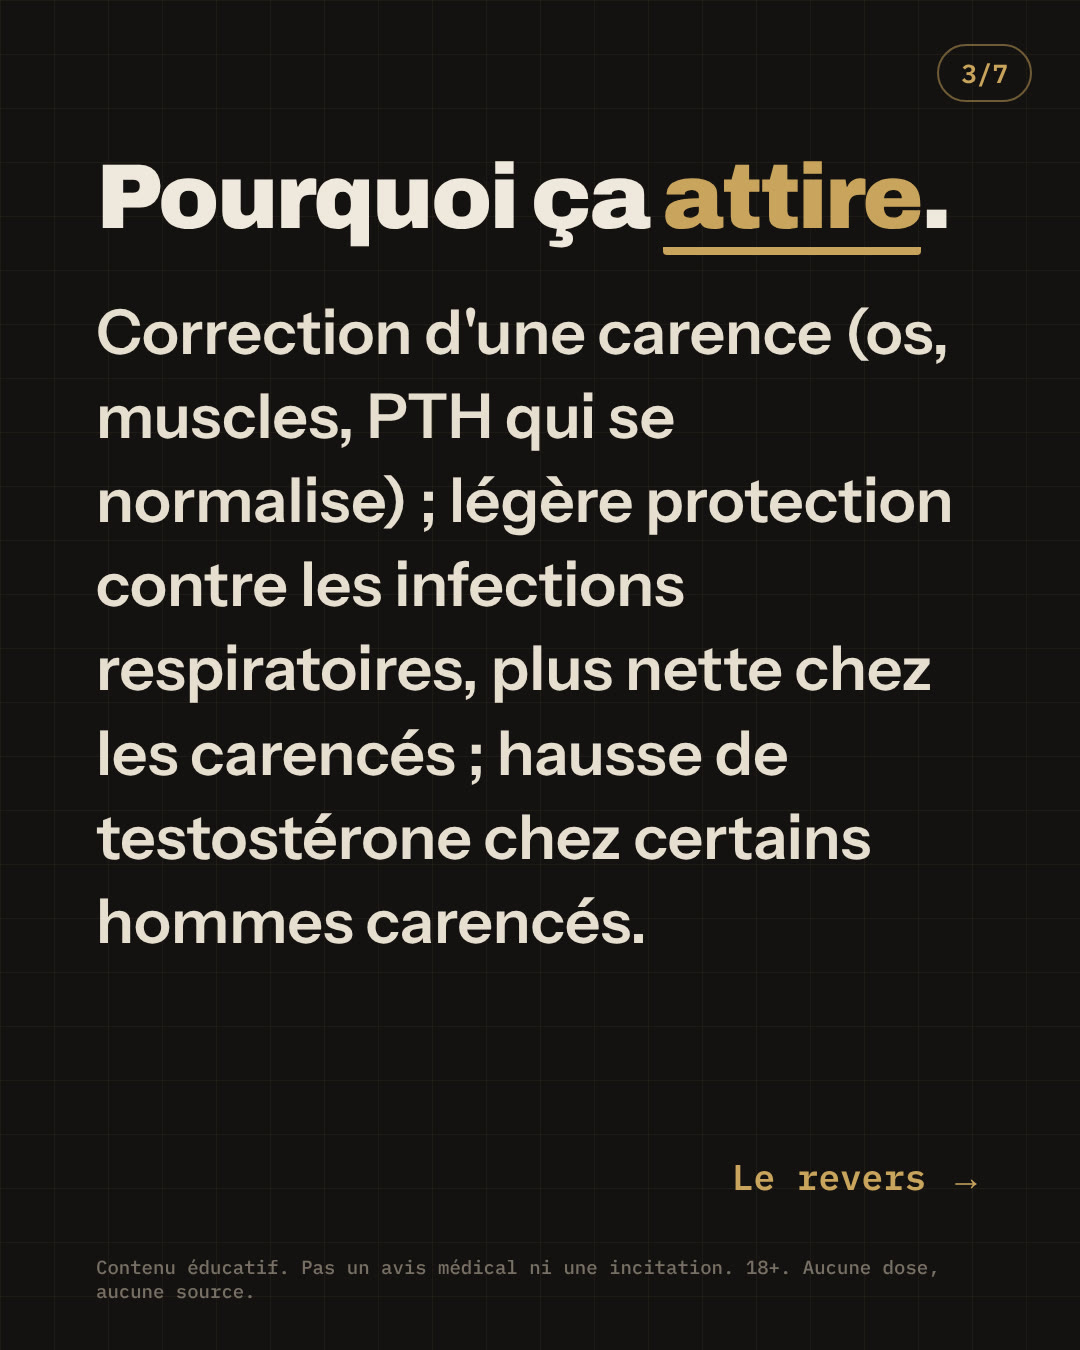 3/7
Pourquoi ça attire.
Correction d'une carence (os,
muscles, PTH qui se
normalise) ; légère protection
contre les infections
respiratoires, plus nette chez
les carencés ; hausse de
testostérone chez certains
hommes carencés.
Le revers →
Contenu éducatif. Pas un avis médical ni une incitation. 18+. Aucune dose,
aucune source.